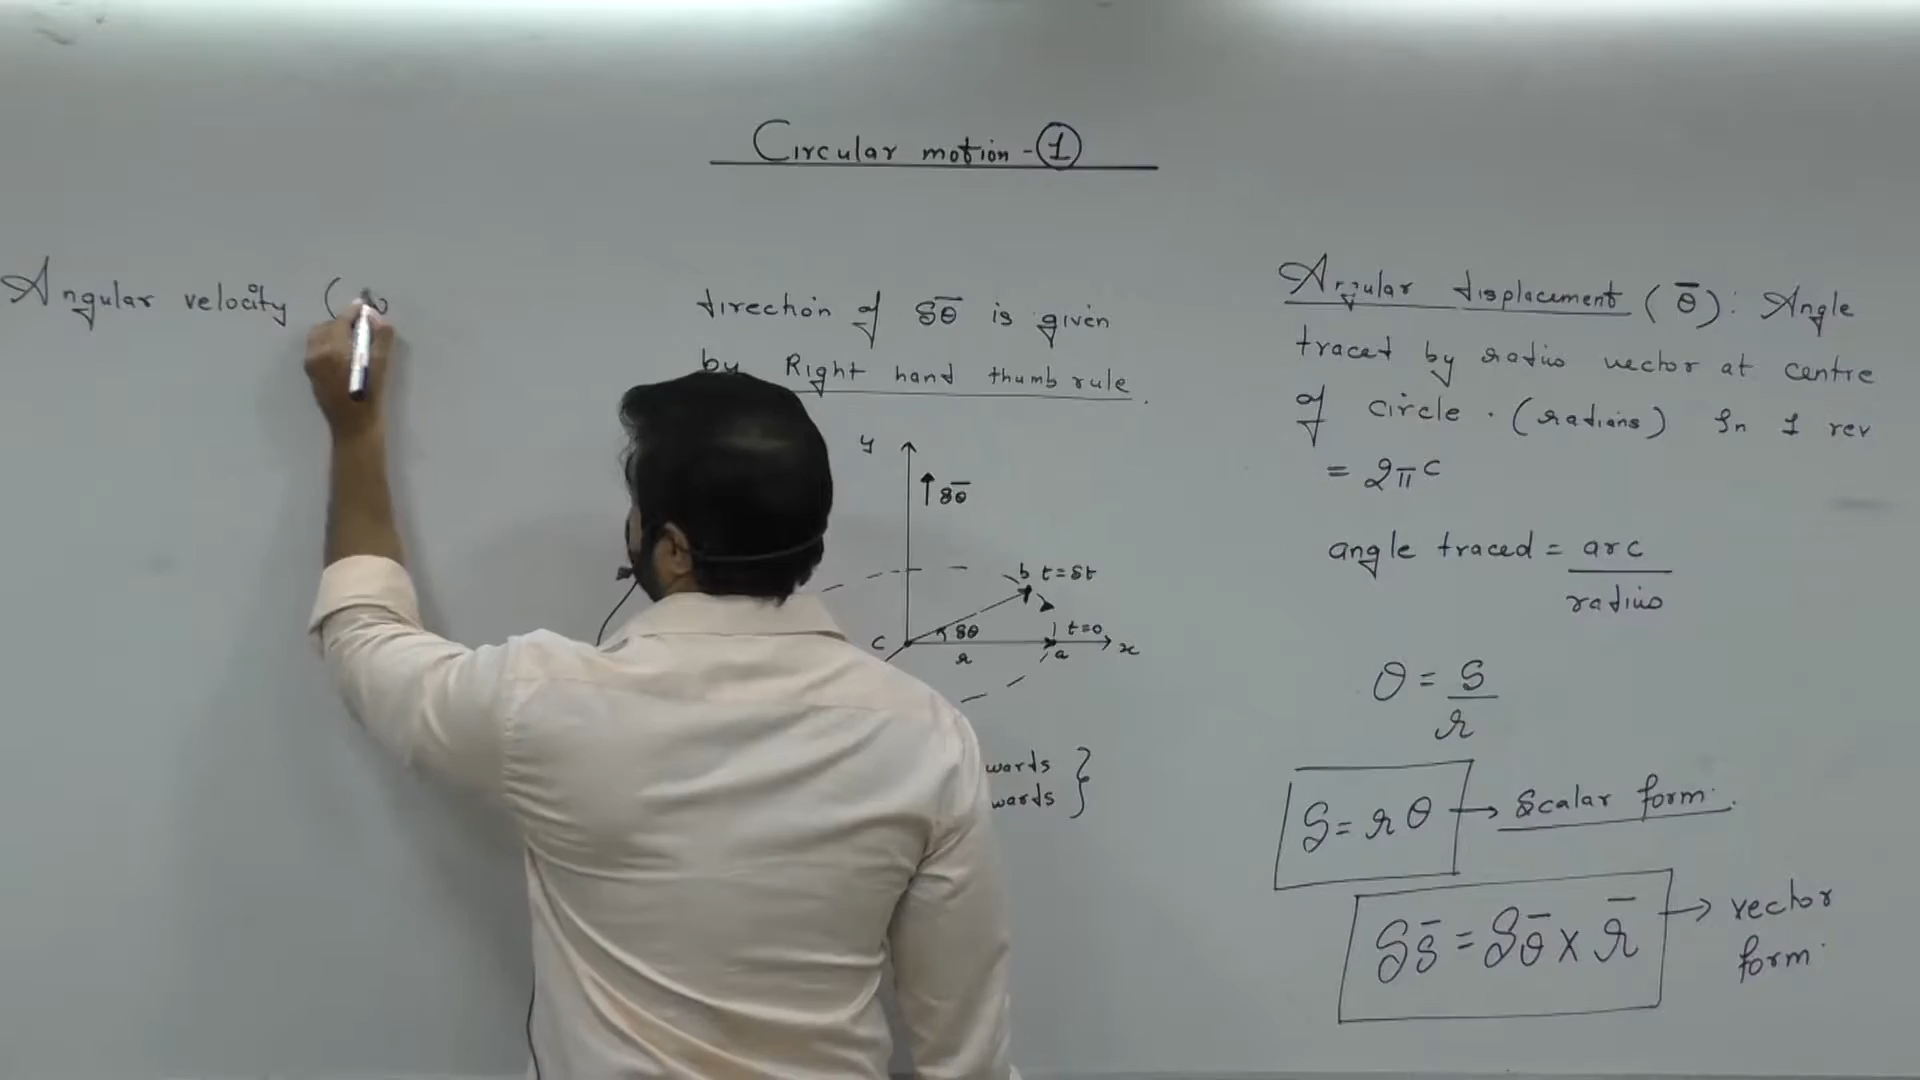 Circular motion - ①
Angular velocity (ω
direction of δθ̄ is given
by Right hand thumb rule.
y
↑ δθ̄
b t=δt
δθ
t=0
c
r
a
x
wards }
wards
Angular displacement (θ̄): Angle
traced by radius vector at centre
of circle. (radians) In 1 rev
= 2πᶜ
angle traced = arc
radius
θ = S
r
S = rθ → Scalar form.
δs̄ = δθ̄ × r̄ → vector
form.